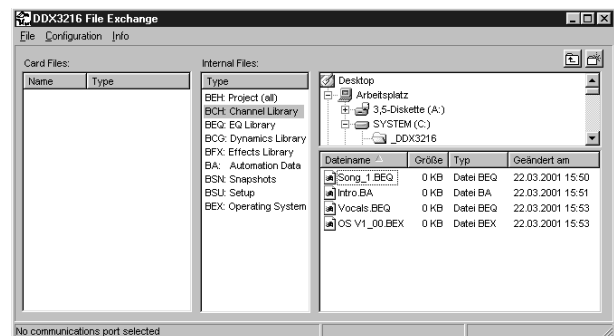 DDX3216 File Exchange
File Configuration Info
Card Files:
Name Type
Internal Files:
Type
BEH: Project (all)
BCH: Channel Library
BEQ: EQ Library
BCG: Dynamics Library
BFX: Effects Library
BA: Automation Data
BSN: Snapshots
BSU: Setup
BEX: Operating System
Desktop
Arbeitsplatz
3,5-Diskette (A:)
SYSTEM (C:)
_DDX3216
Dateiname Größe Typ Geändert am
Song_1.BEQ 0 KB Datei BEQ 22.03.2001 15:50
Intro.BA 0 KB Datei BA 22.03.2001 15:51
Vocals.BEQ 0 KB Datei BEQ 22.03.2001 15:53
OS V1_00.BEX 0 KB Datei BEX 22.03.2001 15:53
No communications port selected